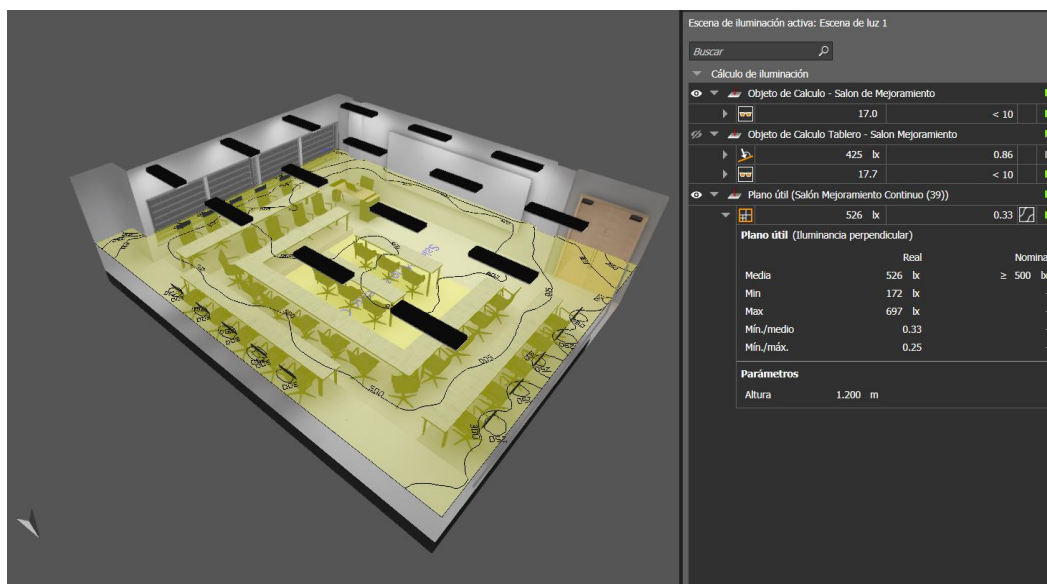 Escena de iluminación activa: Escena de luz 1
Buscar
Cálculo de iluminación
Objeto de Calculo - Salon de Mejoramiento
17.0 < 10
Objeto de Calculo Tablero - Salon Mejoramiento
425 lx 0.86
17.7 < 10
Plano útil (Salón Mejoramiento Continuo (39))
526 lx 0.33
Plano útil (Iluminancia perpendicular)
Real Nomina
Media 526 lx ≥ 500 lx
Min 172 lx
Max 697 lx
Mín./medio 0.33
Mín./máx. 0.25
Parámetros
Altura 1.200 m